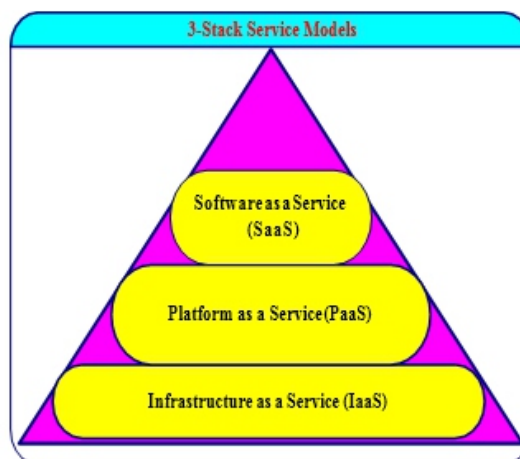 3-Stack Service Models
Software as a Service
(SaaS)
Platform as a Service (PaaS)
Infrastructure as a Service (IaaS)